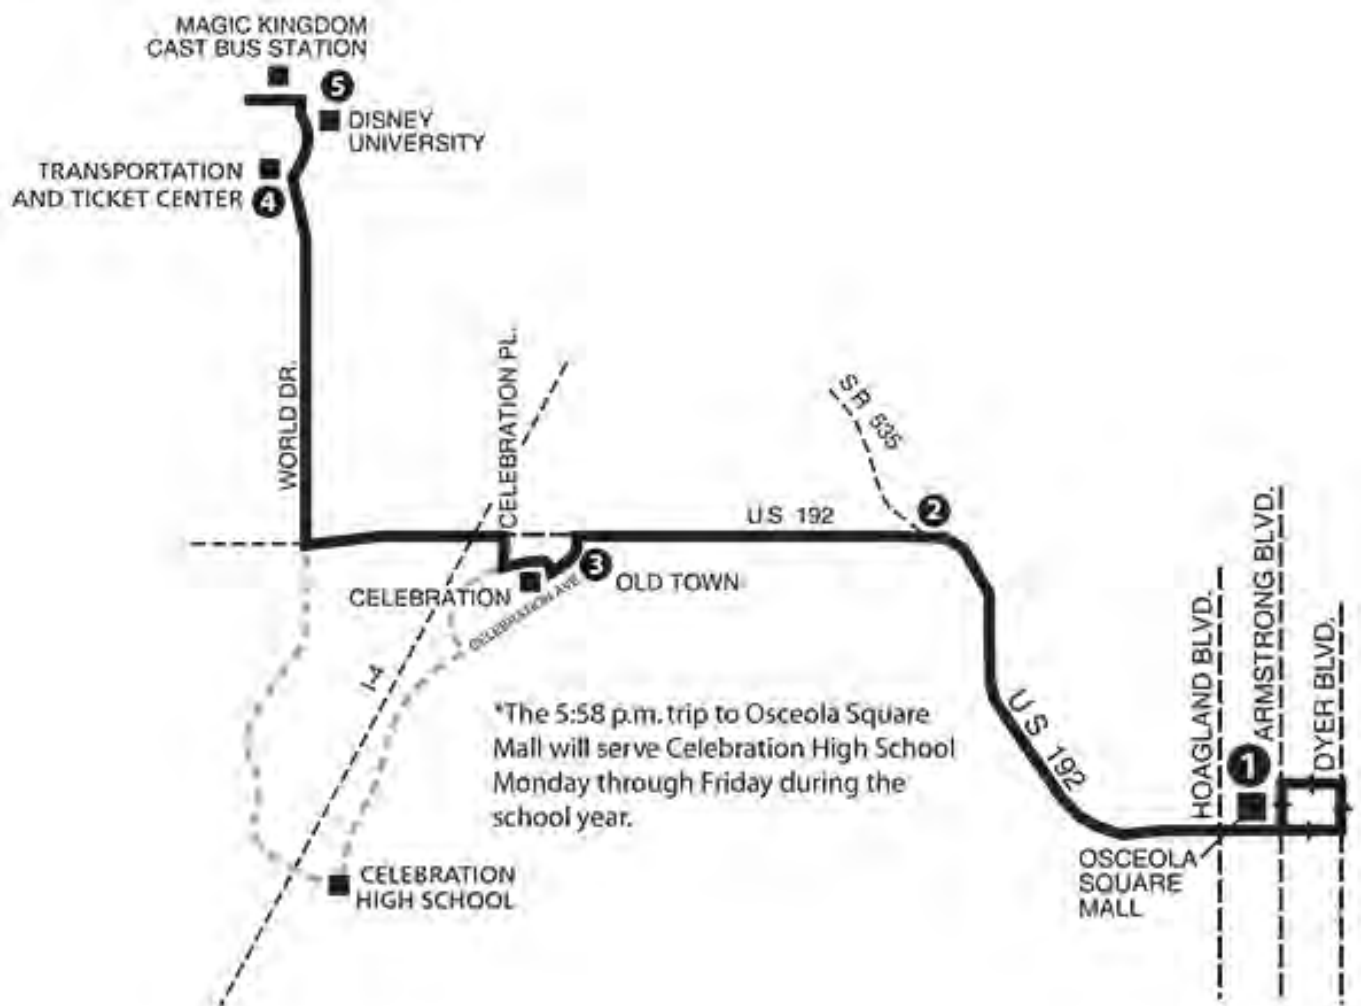 MAGIC KINGDOM
CAST BUS STATION
5
DISNEY
UNIVERSITY
TRANSPORTATION
AND TICKET CENTER 4
WORLD DR.
CELEBRATION PL.
S R 535
U.S 192
2
3 OLD TOWN
CELEBRATION
CELEBRATION AVE
I-4
*The 5:58 p.m. trip to Osceola Square
Mall will serve Celebration High School
Monday through Friday during the
school year.
U S 192
HOAGLAND BLVD.
ARMSTRONG BLVD.
DYER BLVD.
1
OSCEOLA
SQUARE
MALL
CELEBRATION
HIGH SCHOOL